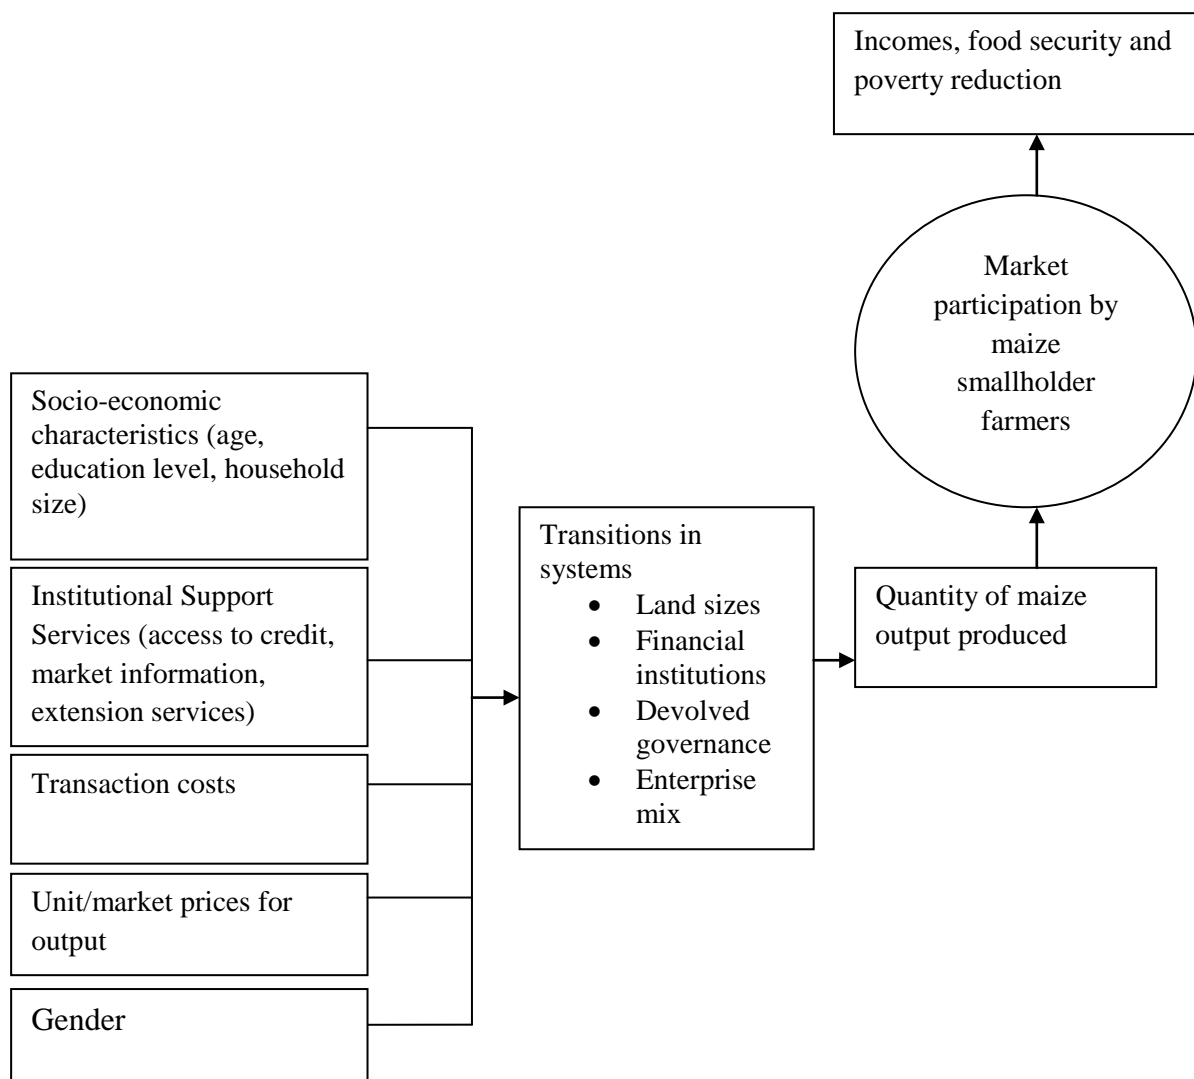 Incomes, food security and
poverty reduction
Market
participation by
maize
smallholder
farmers
Socio-economic
characteristics (age,
education level, household
size)
Institutional Support
Services (access to credit,
market information,
extension services)
Transaction costs
Unit/market prices for
output
Gender
Transitions in
systems
• Land sizes
• Financial
institutions
• Devolved
governance
• Enterprise
mix
Quantity of maize
output produced